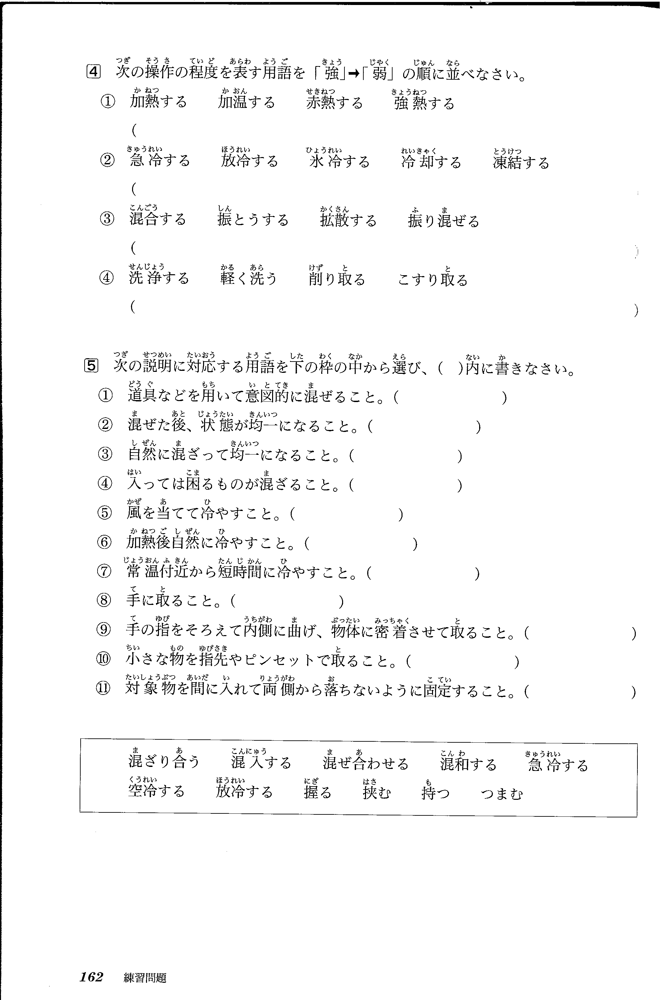 4 次の操作の程度を表す用語を「強」→「弱」の順に並べなさい。
① 加熱する 加温する 赤熱する 強熱する
(
② 急冷する 放冷する 氷冷する 冷却する 凍結する
(
③ 混合する 振とうする 拡散する 振り混ぜる
( )
④ 洗浄する 軽く洗う 削り取る こすり取る
( )
5 次の説明に対応する用語を下の枠の中から選び、( )内に書きなさい。
① 道具などを用いて意図的に混ぜること。( )
② 混ぜた後、状態が均一になること。( )
③ 自然に混ざって均一になること。( )
④ 入っては困るものが混ざること。( )
⑤ 風を当てて冷やすこと。( )
⑥ 加熱後自然に冷やすこと。( )
⑦ 常温付近から短時間に冷やすこと。( )
⑧ 手に取ること。( )
⑨ 手の指をそろえて内側に曲げ、物体に密着させて取ること。( )
⑩ 小さな物を指先やピンセットで取ること。( )
⑪ 対象物を間に入れて両側から落ちないように固定すること。( )
混ざり合う 混入する 混ぜ合わせる 混和する 急冷する
空冷する 放冷する 握る 挟む 持つ つまむ
162 練習問題